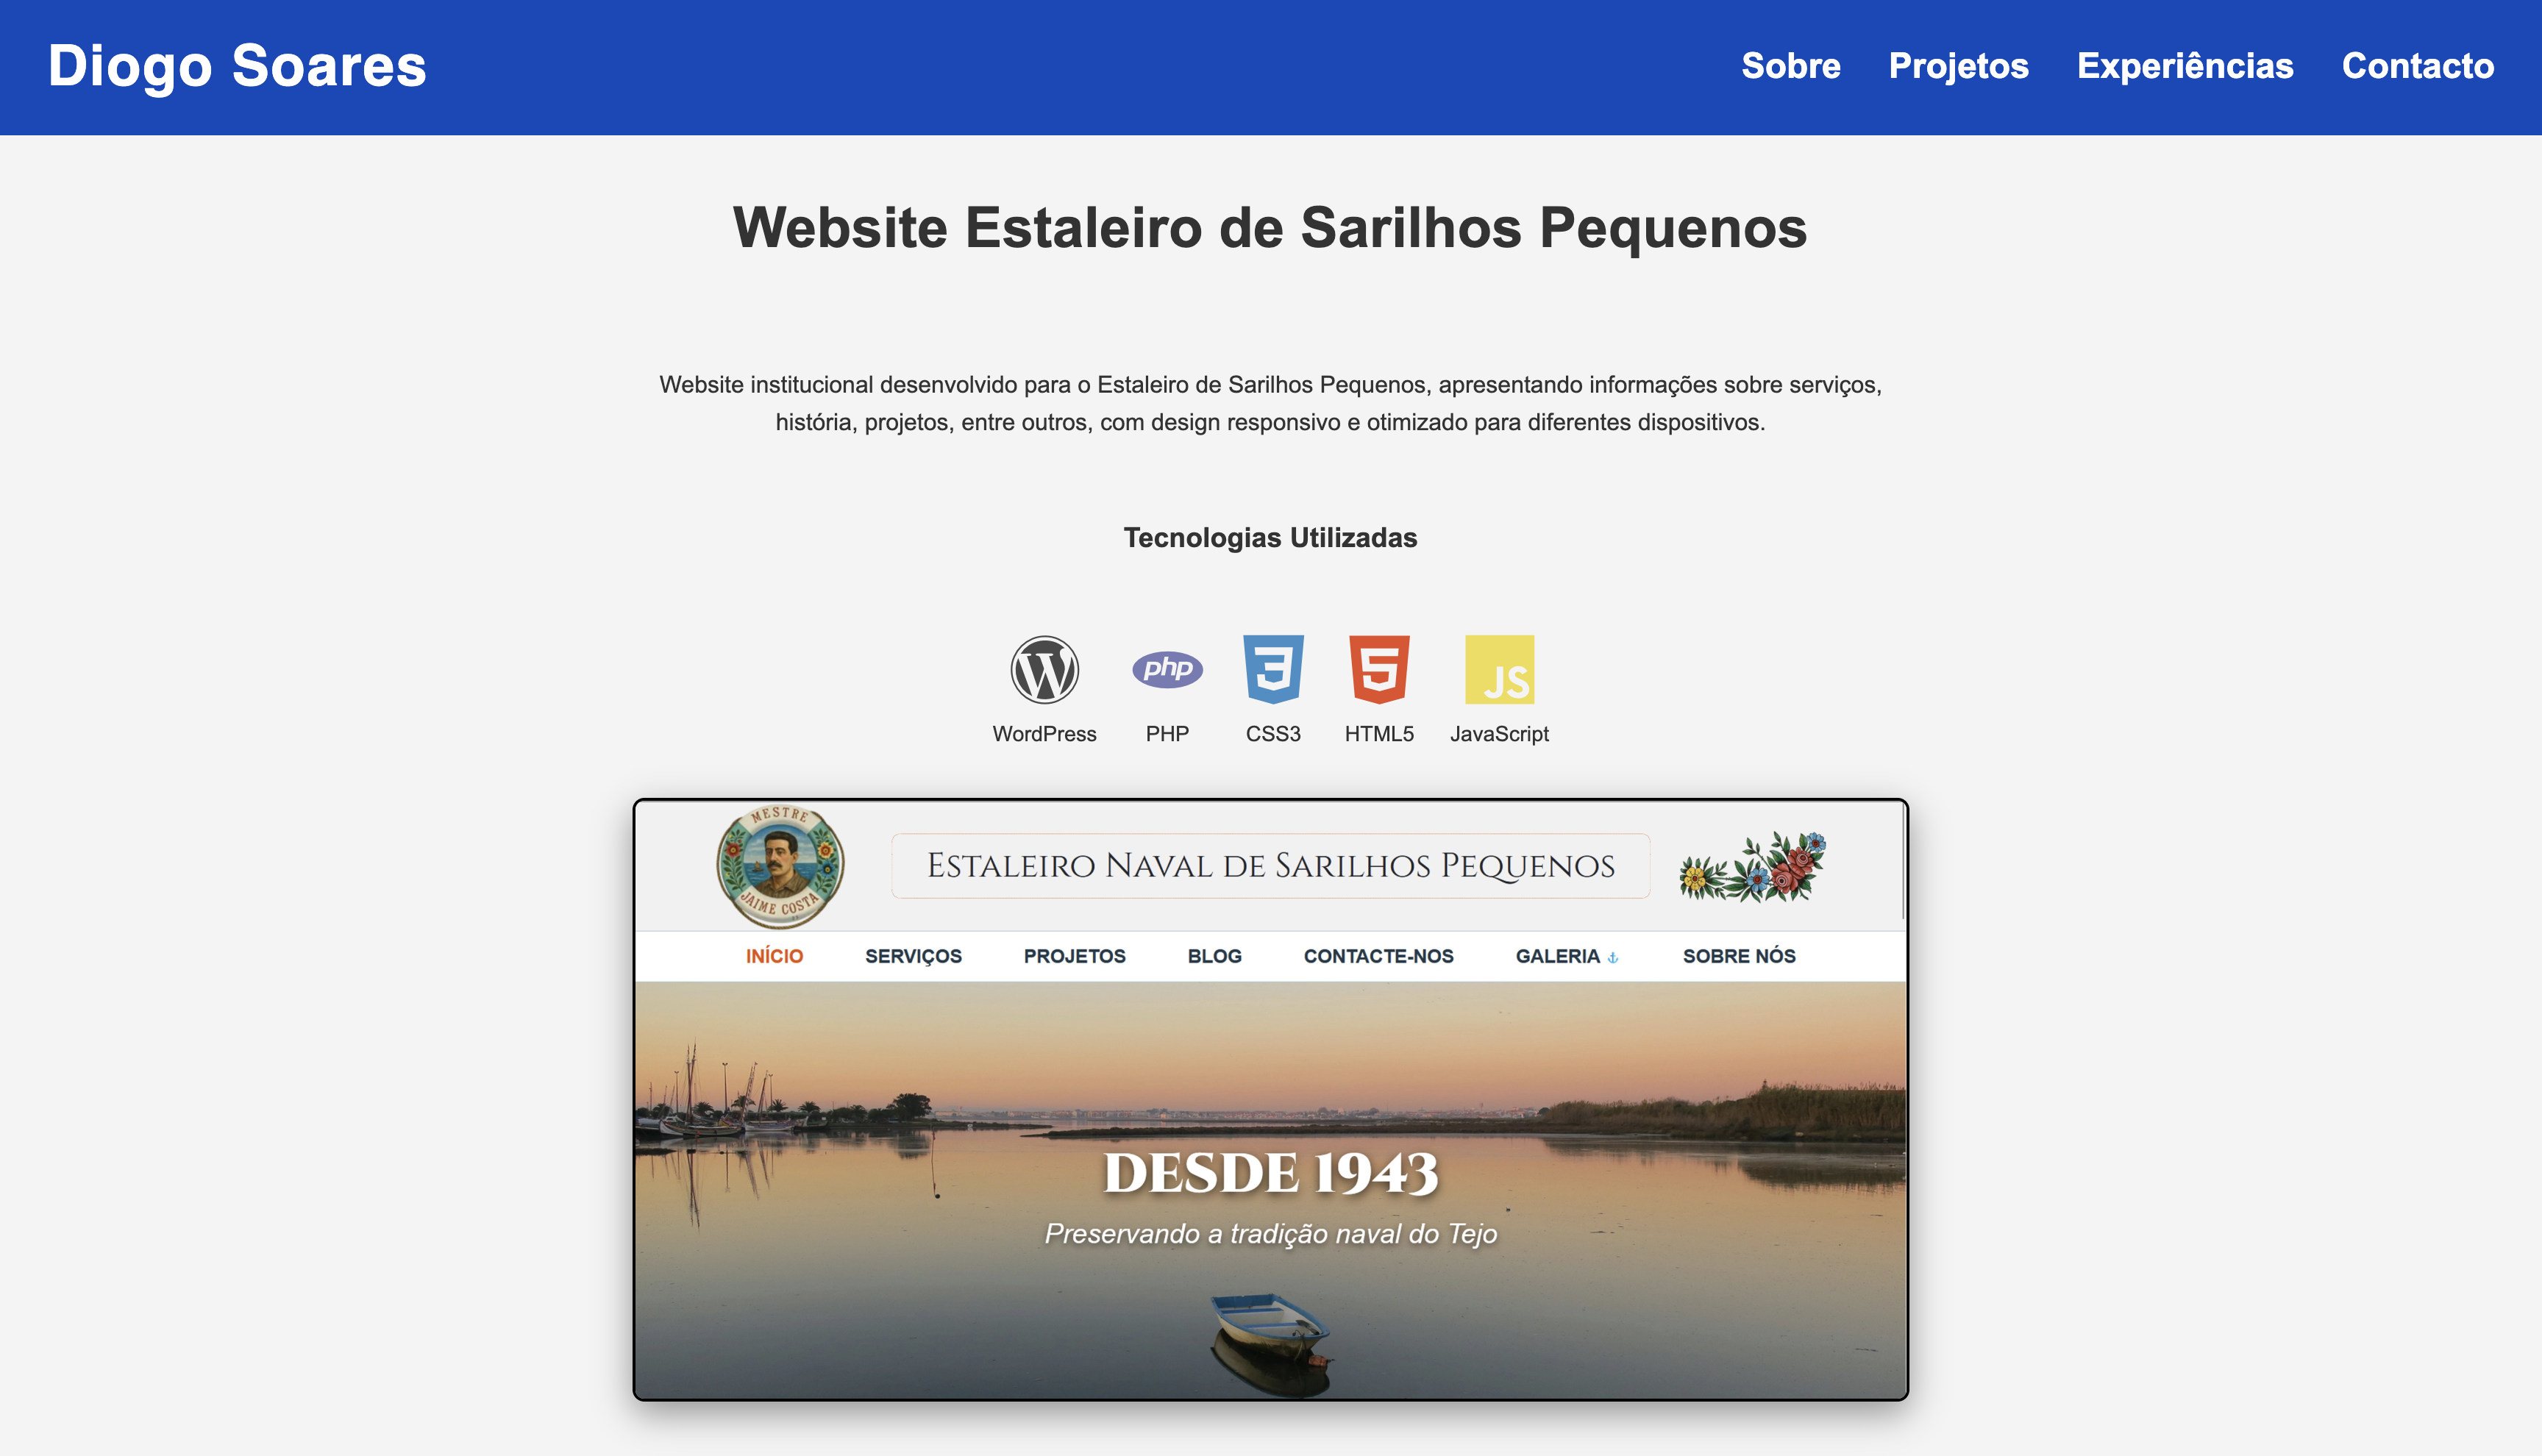 Diogo Soares
Sobre Projetos Experiências Contacto
Website Estaleiro de Sarilhos Pequenos
Website institucional desenvolvido para o Estaleiro de Sarilhos Pequenos, apresentando informações sobre serviços,
história, projetos, entre outros, com design responsivo e otimizado para diferentes dispositivos.
Tecnologias Utilizadas
php
3
5
JS
WordPress PHP CSS3 HTML5 JavaScript
MESTRE
JAIME COSTA
ESTALEIRO NAVAL DE SARILHOS PEQUENOS
INÍCIO SERVIÇOS PROJETOS BLOG CONTACTE-NOS GALERIA SOBRE NÓS
DESDE 1943
Preservando a tradição naval do Tejo